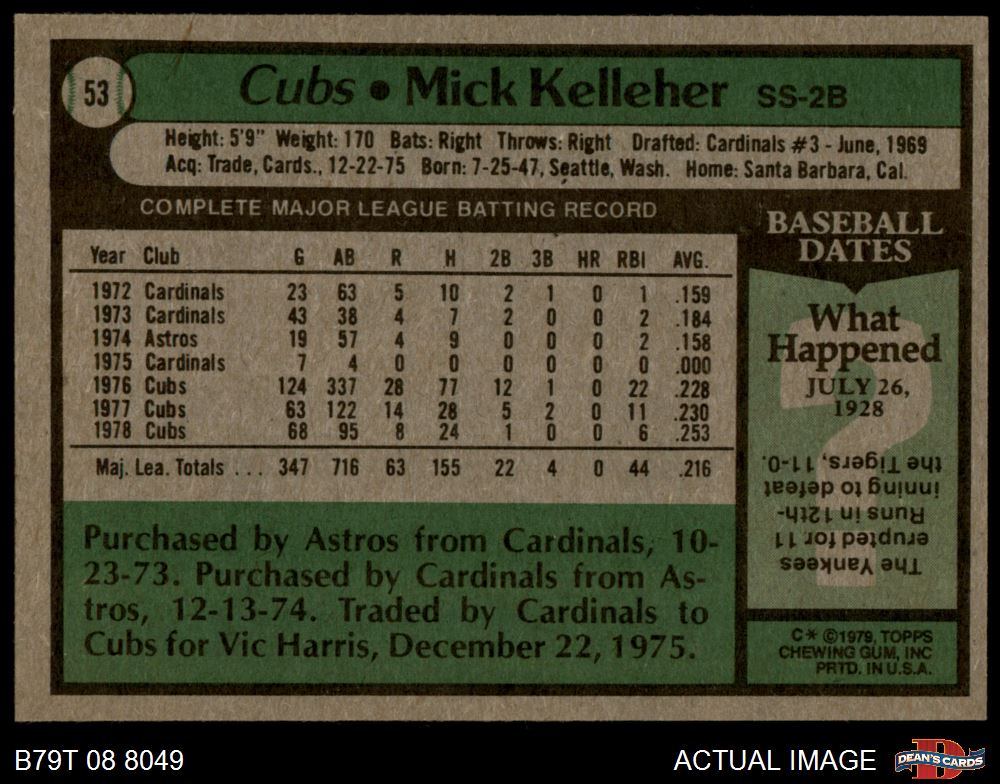 53
Cubs • Mick Kelleher SS-2B
Height: 5'9" Weight: 170 Bats: Right Throws: Right Drafted: Cardinals #3 - June, 1969
Acq: Trade, Cards., 12-22-75 Born: 7-25-47, Seattle, Wash. Home: Santa Barbara, Cal.
COMPLETE MAJOR LEAGUE BATTING RECORD
Year Club G AB R H 2B 3B HR RBI AVG.
1972 Cardinals 23 63 5 10 2 1 0 1 .159
1973 Cardinals 43 38 4 7 2 0 0 2 .184
1974 Astros 19 57 4 9 0 0 0 2 .158
1975 Cardinals 7 4 0 0 0 0 0 0 .000
1976 Cubs 124 337 28 77 12 1 0 22 .228
1977 Cubs 63 122 14 28 5 2 0 11 .230
1978 Cubs 68 95 8 24 1 0 0 6 .253
Maj. Lea. Totals . . . 347 716 63 155 22 4 0 44 .216
Purchased by Astros from Cardinals, 10-
23-73. Purchased by Cardinals from As-
tros, 12-13-74. Traded by Cardinals to
Cubs for Vic Harris, December 22, 1975.
BASEBALL
DATES
What
Happened
JULY 26,
1928
?
The Yankees
erupted for 11
Runs in 12th-
inning to defeat
the Tigers, 11-0.
C* ©1979, TOPPS
CHEWING GUM, INC
PRTD. IN U.S.A.
B79T 08 8049
ACTUAL IMAGE
D
DEAN'S CARDS